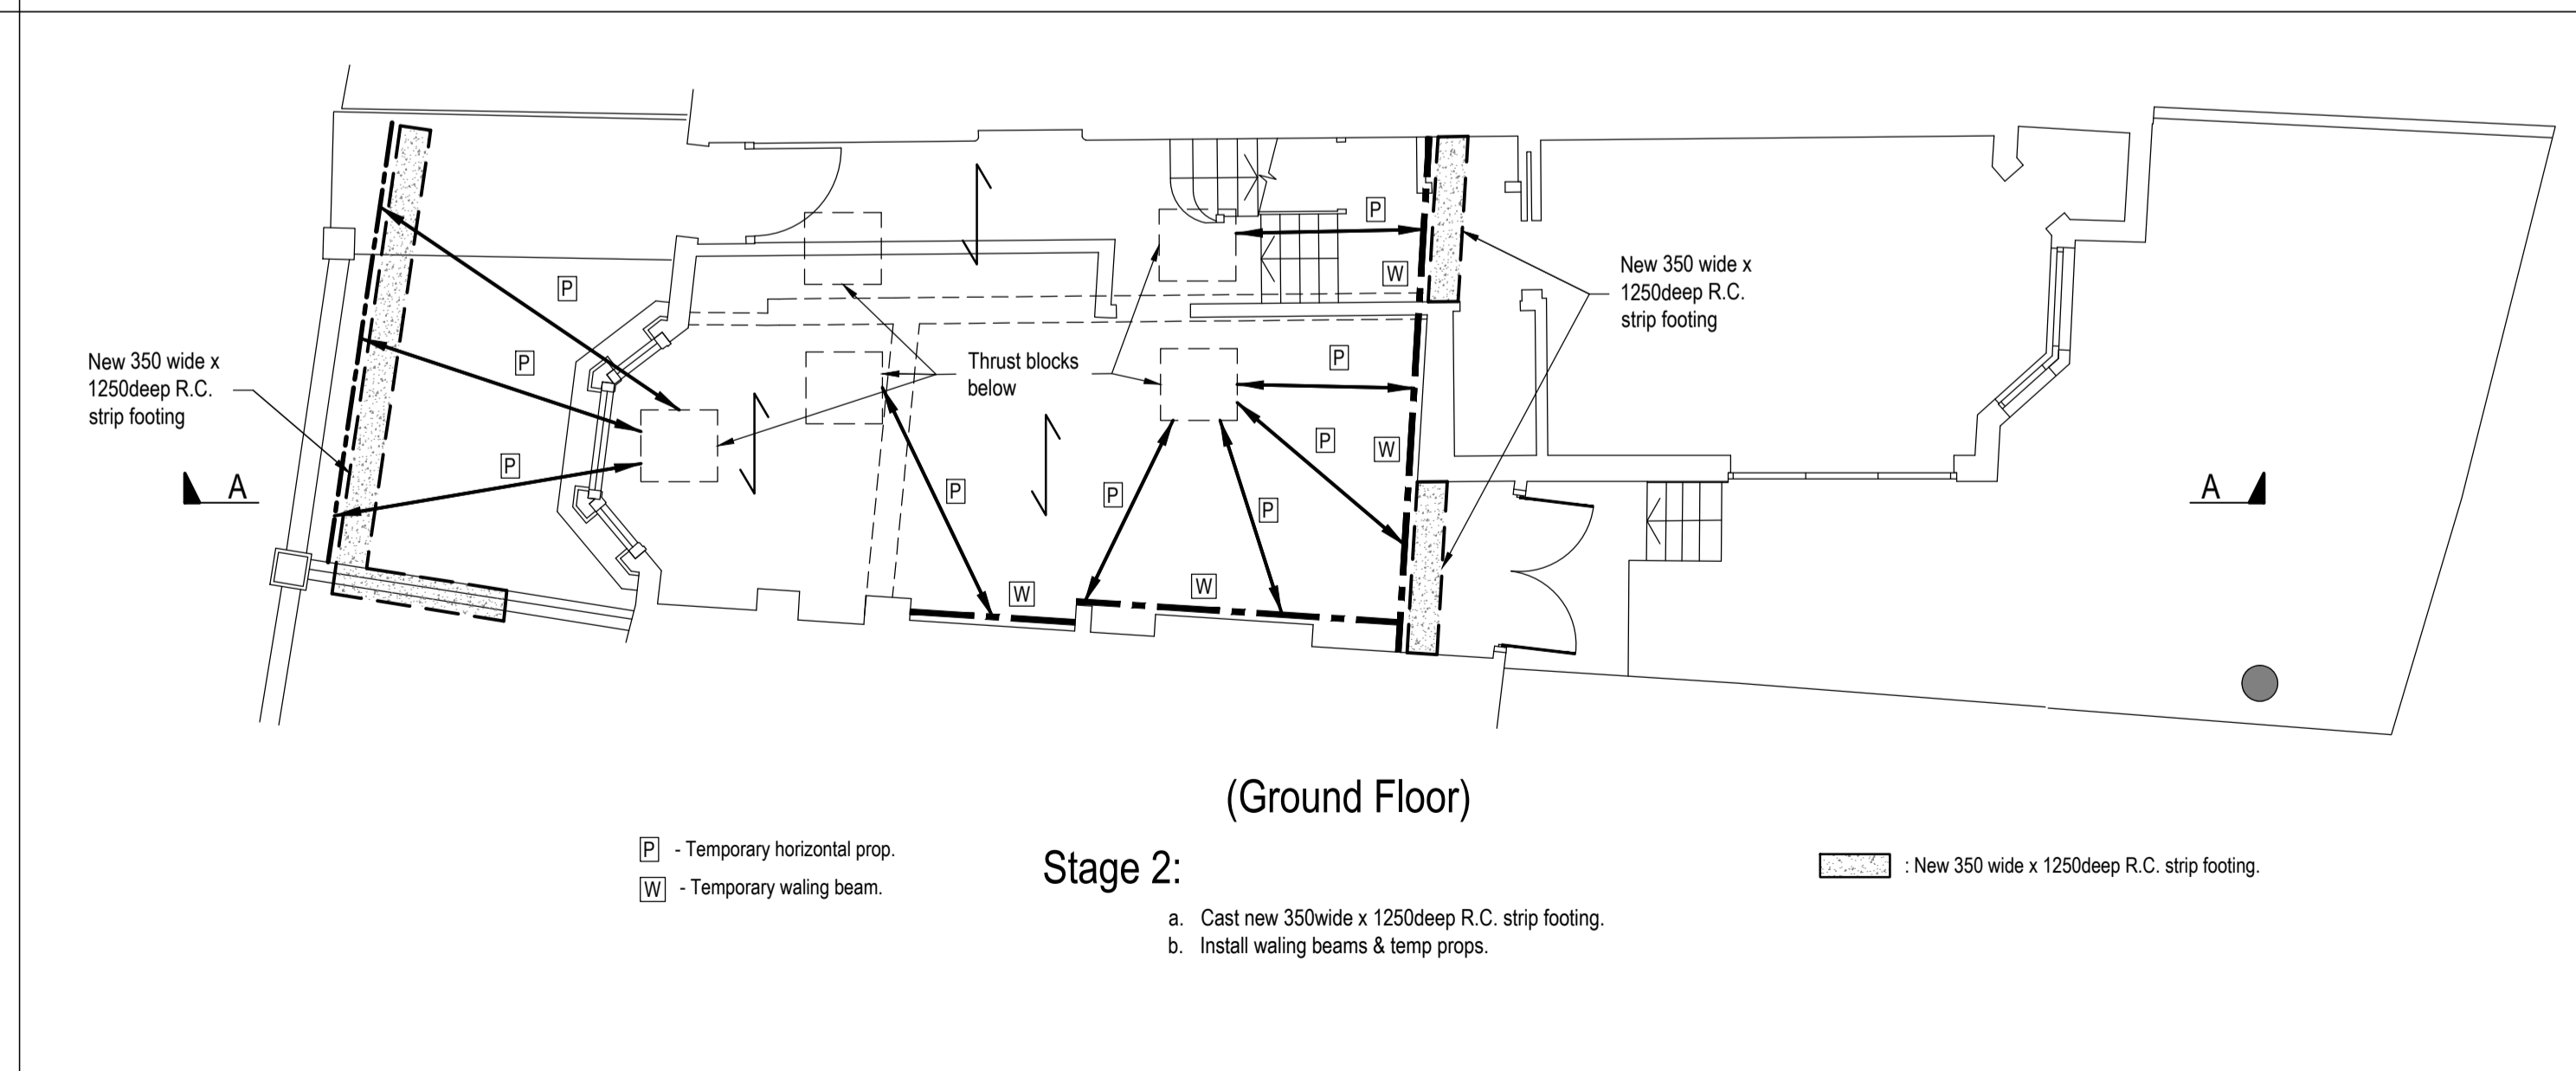 P
W
New 350 wide x
1250deep R.C.
strip footing
P
P
New 350 wide x
1250deep R.C.
strip footing
Thrust blocks
below
P
P
W
P
A
P
P
P
A
W
W
(Ground Floor)
P - Temporary horizontal prop.
W - Temporary waling beam.
Stage 2:
a. Cast new 350wide x 1250deep R.C. strip footing.
b. Install waling beams & temp props.
: New 350 wide x 1250deep R.C. strip footing.